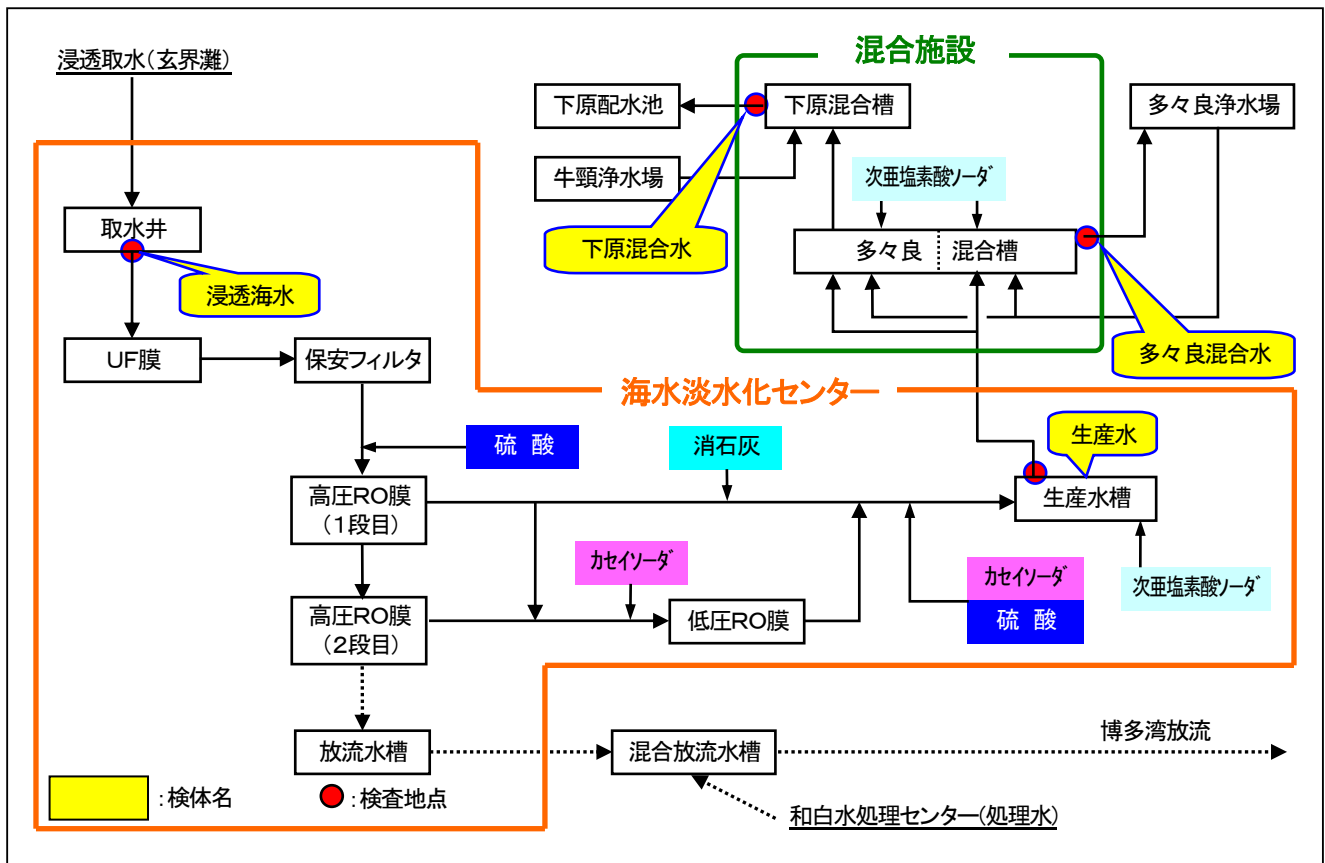 浸透取水(玄界灘)
混合施設
下原配水池
下原混合槽
多々良浄水場
牛頸浄水場
次亜塩素酸ソーダ
取水井
下原混合水
多々良
混合槽
浸透海水
UF膜
保安フィルタ
多々良混合水
海水淡水化センター
硫 酸
消石灰
生産水
高圧RO膜
(1段目)
生産水槽
カセイソーダ
カセイソーダ
次亜塩素酸ソーダ
高圧RO膜
(2段目)
低圧RO膜
硫 酸
放流水槽
混合放流水槽
博多湾放流
:検体名
:検査地点
和白水処理センター(処理水)